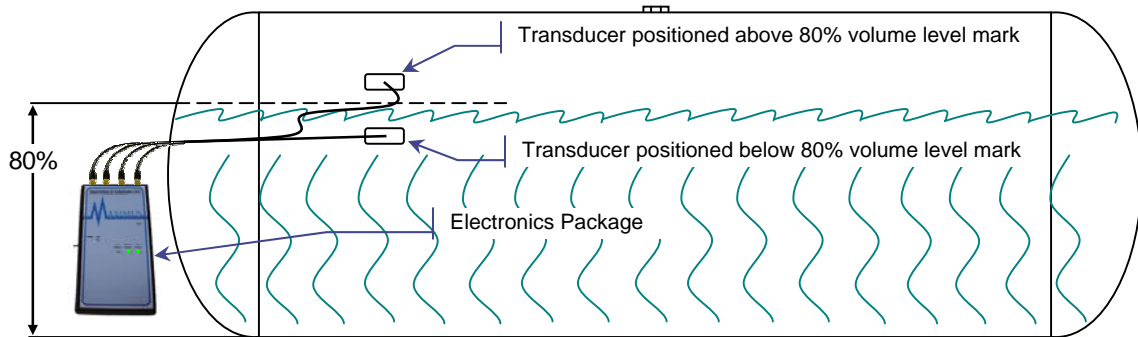 Transducer positioned above 80% volume level mark
80%
Transducer positioned below 80% volume level mark
Electronics Package